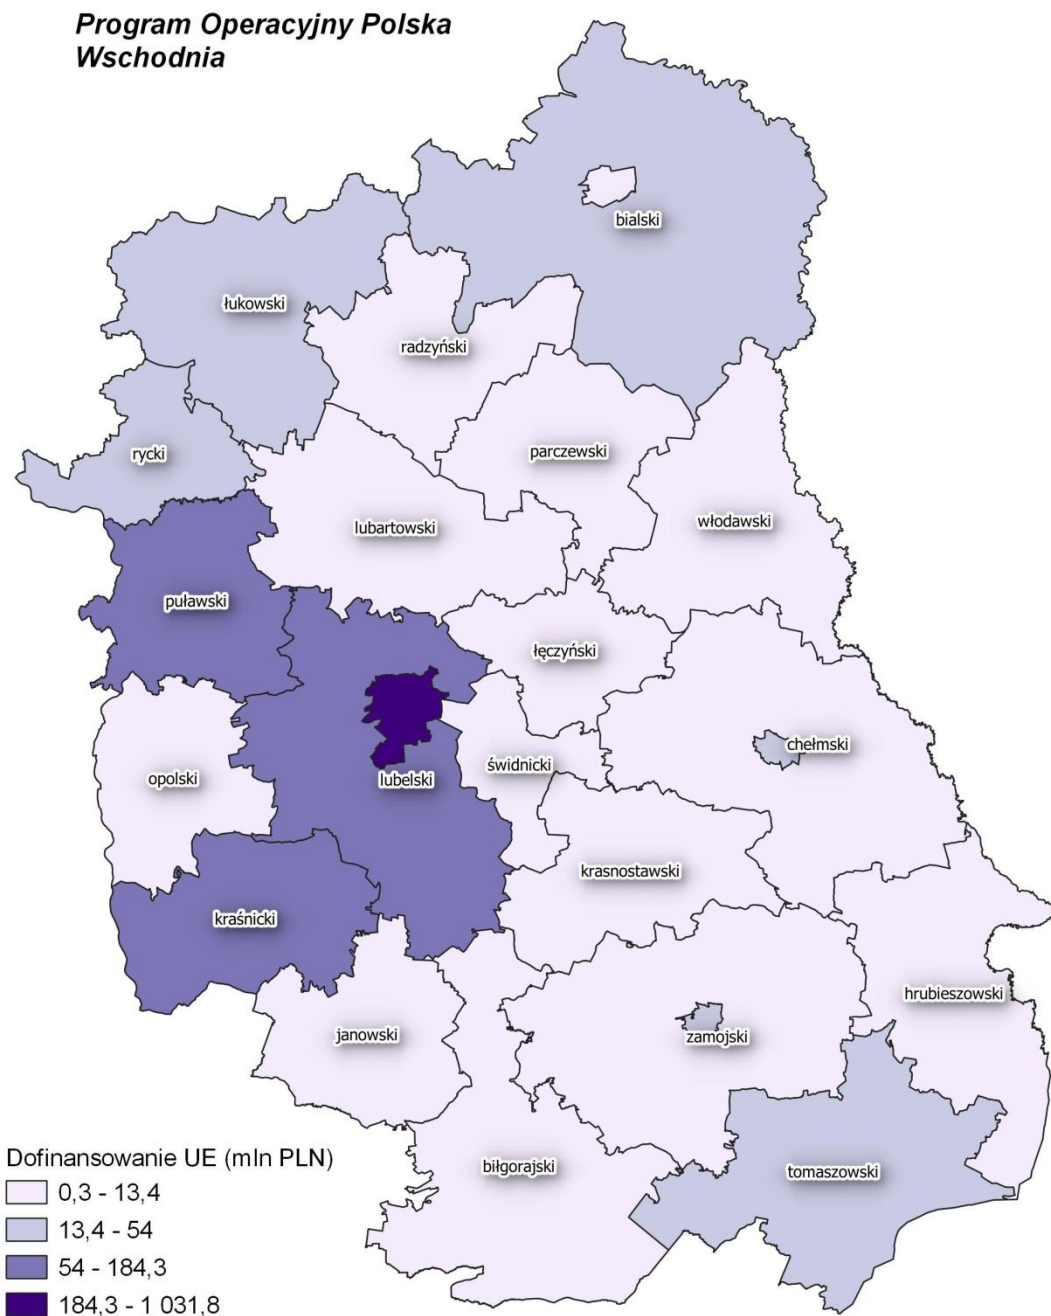 Program Operacyjny Polska
Wschodnia
bialski
łukowski
radzyński
rycki
parczewski
lubartowski
włodawski
puławski
łęczyński
chełmski
świdnicki
opolski
lubelski
krasnostawski
kraśnicki
hrubieszowski
janowski
zamojski
biłgorajski
tomaszowski
Dofinansowanie UE (mln PLN)
0,3 - 13,4
13,4 - 54
54 - 184,3
184,3 - 1 031,8